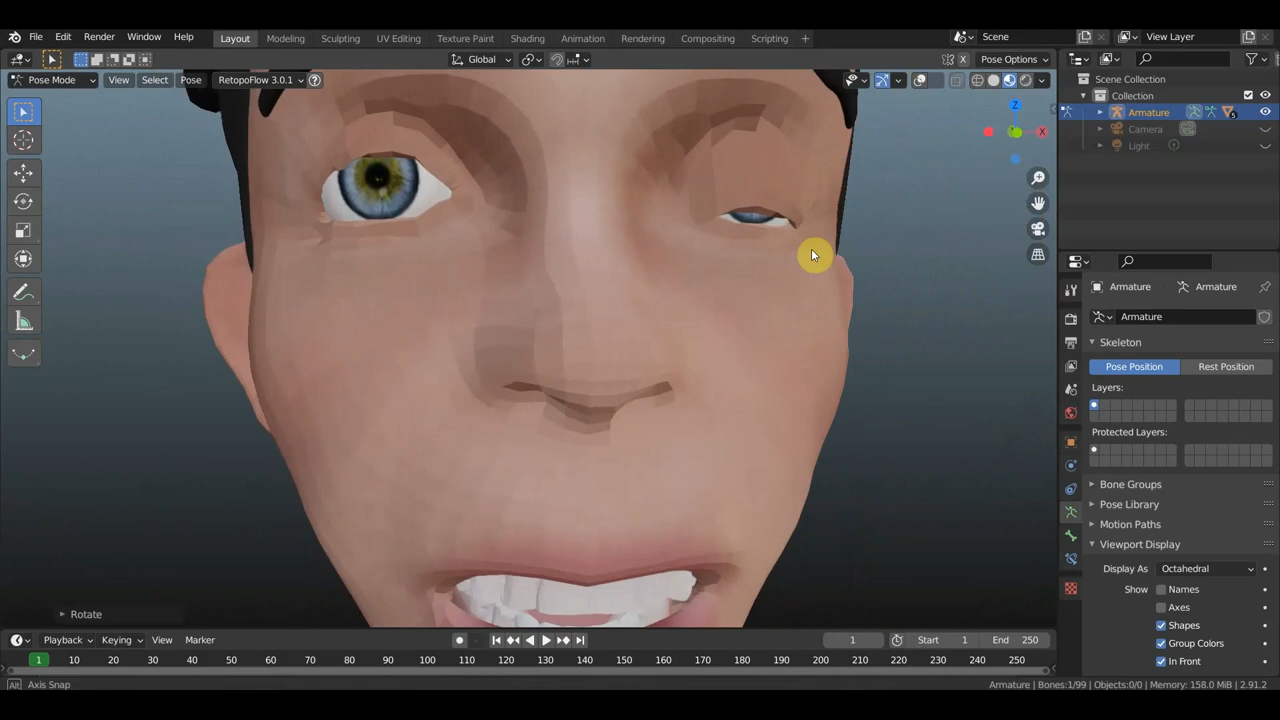 File Edit Render Window Help Layout Modeling Sculpting UV Editing Texture Paint Shading Animation Rendering Compositing Scripting + Scene View Layer
Global Pose Options
Pose Mode View Select Pose RetopoFlow 3.0.1
Scene Collection
Collection
Armature
Camera
Light
Z
X
Armature Armature
Armature
Skeleton
Pose Position Rest Position
Layers:
Protected Layers:
Bone Groups
Pose Library
Motion Paths
Viewport Display
Display As Octahedral
Show Names
Axes
Shapes
Group Colors
In Front
Rotate
Playback Keying View Marker 1 Start 1 End 250
1 10 20 30 40 50 60 70 80 90 100 110 120 130 140 150 160 170 180 190 200 210 220 230 240 250
Alt Axis Snap Armature | Bones:1/99 | Objects:0/0 | Memory: 158.0 MiB | 2.91.2